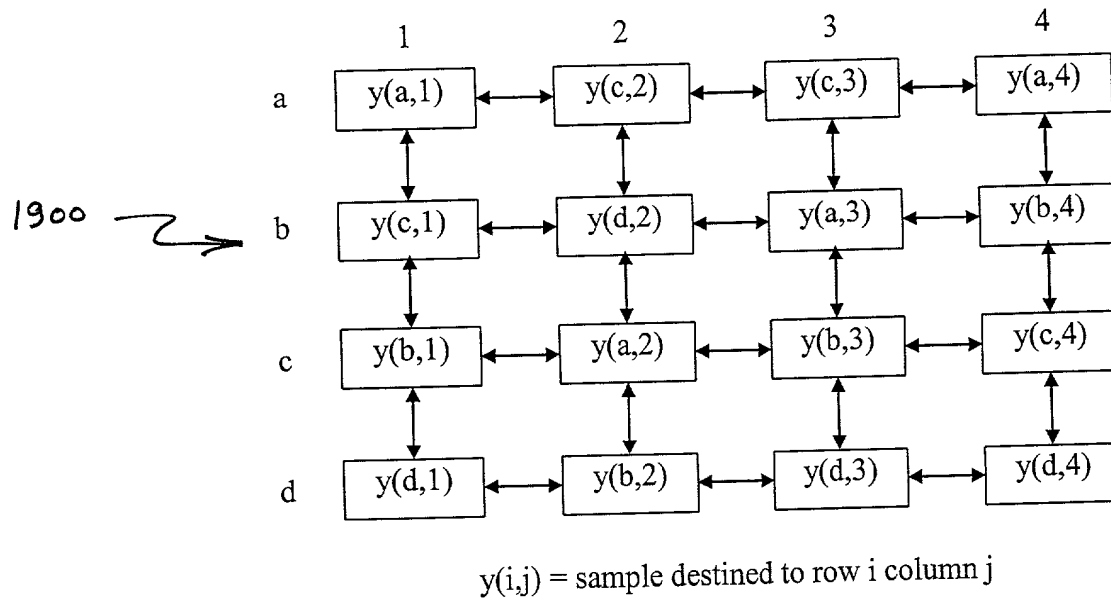 1 2 3 4
a y(a,1) y(c,2) y(c,3) y(a,4)
1900 b y(c,1) y(d,2) y(a,3) y(b,4)
c y(b,1) y(a,2) y(b,3) y(c,4)
d y(d,1) y(b,2) y(d,3) y(d,4)
y(i,j) = sample destined to row i column j